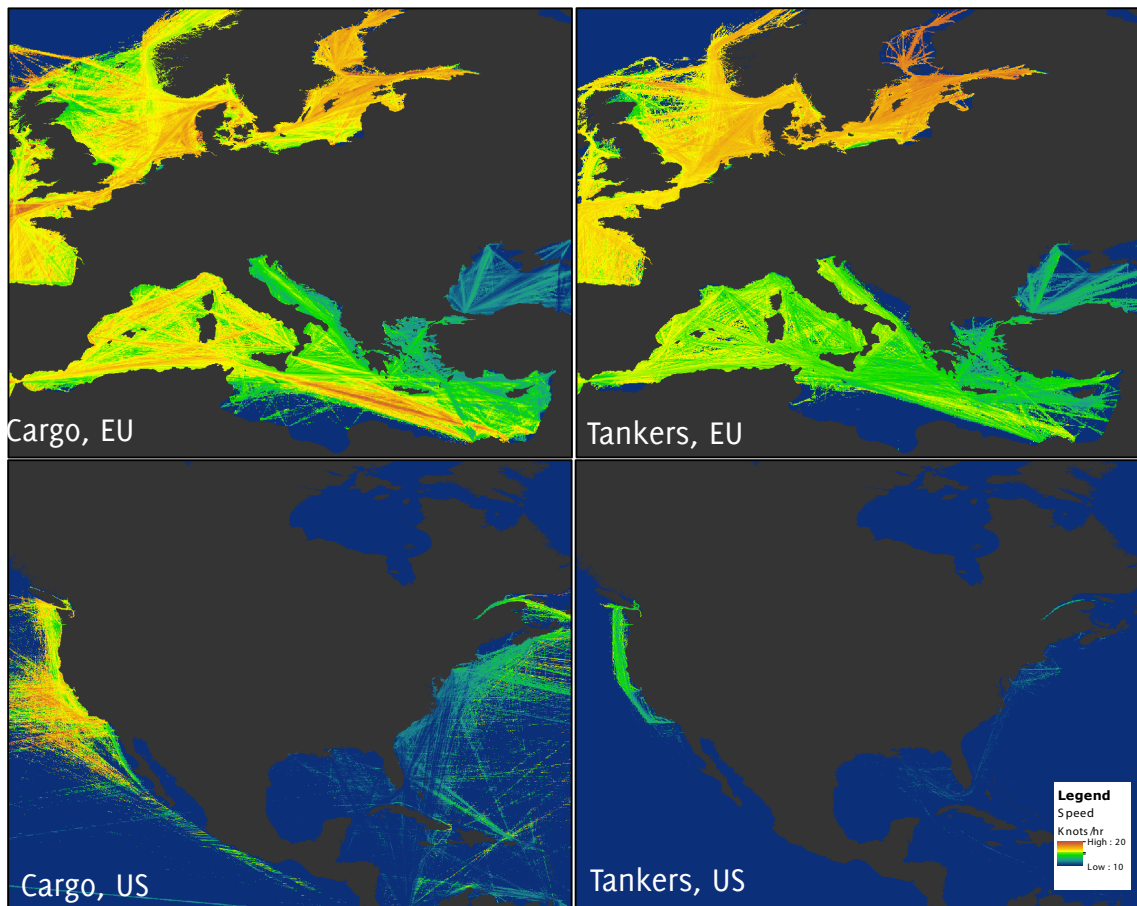 Cargo, EU
Tankers, EU
Cargo, US
Tankers, US
Legend
Speed
Knots/hr
High : 20
Low : 10